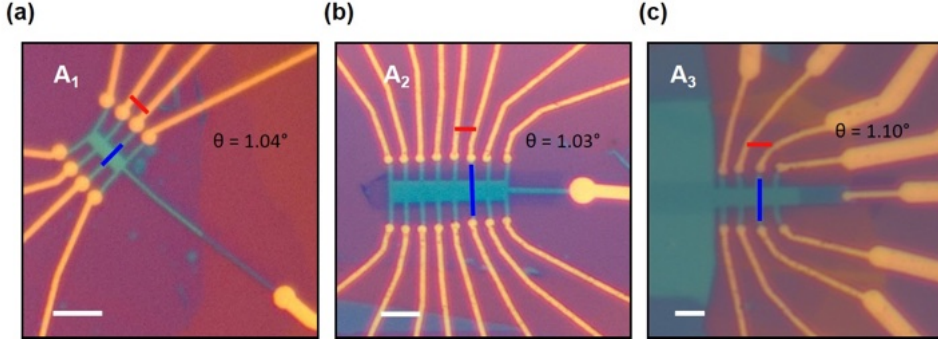 (a)
(b)
(c)
A₁
A₂
A₃
θ = 1.04°
θ = 1.03°
θ = 1.10°